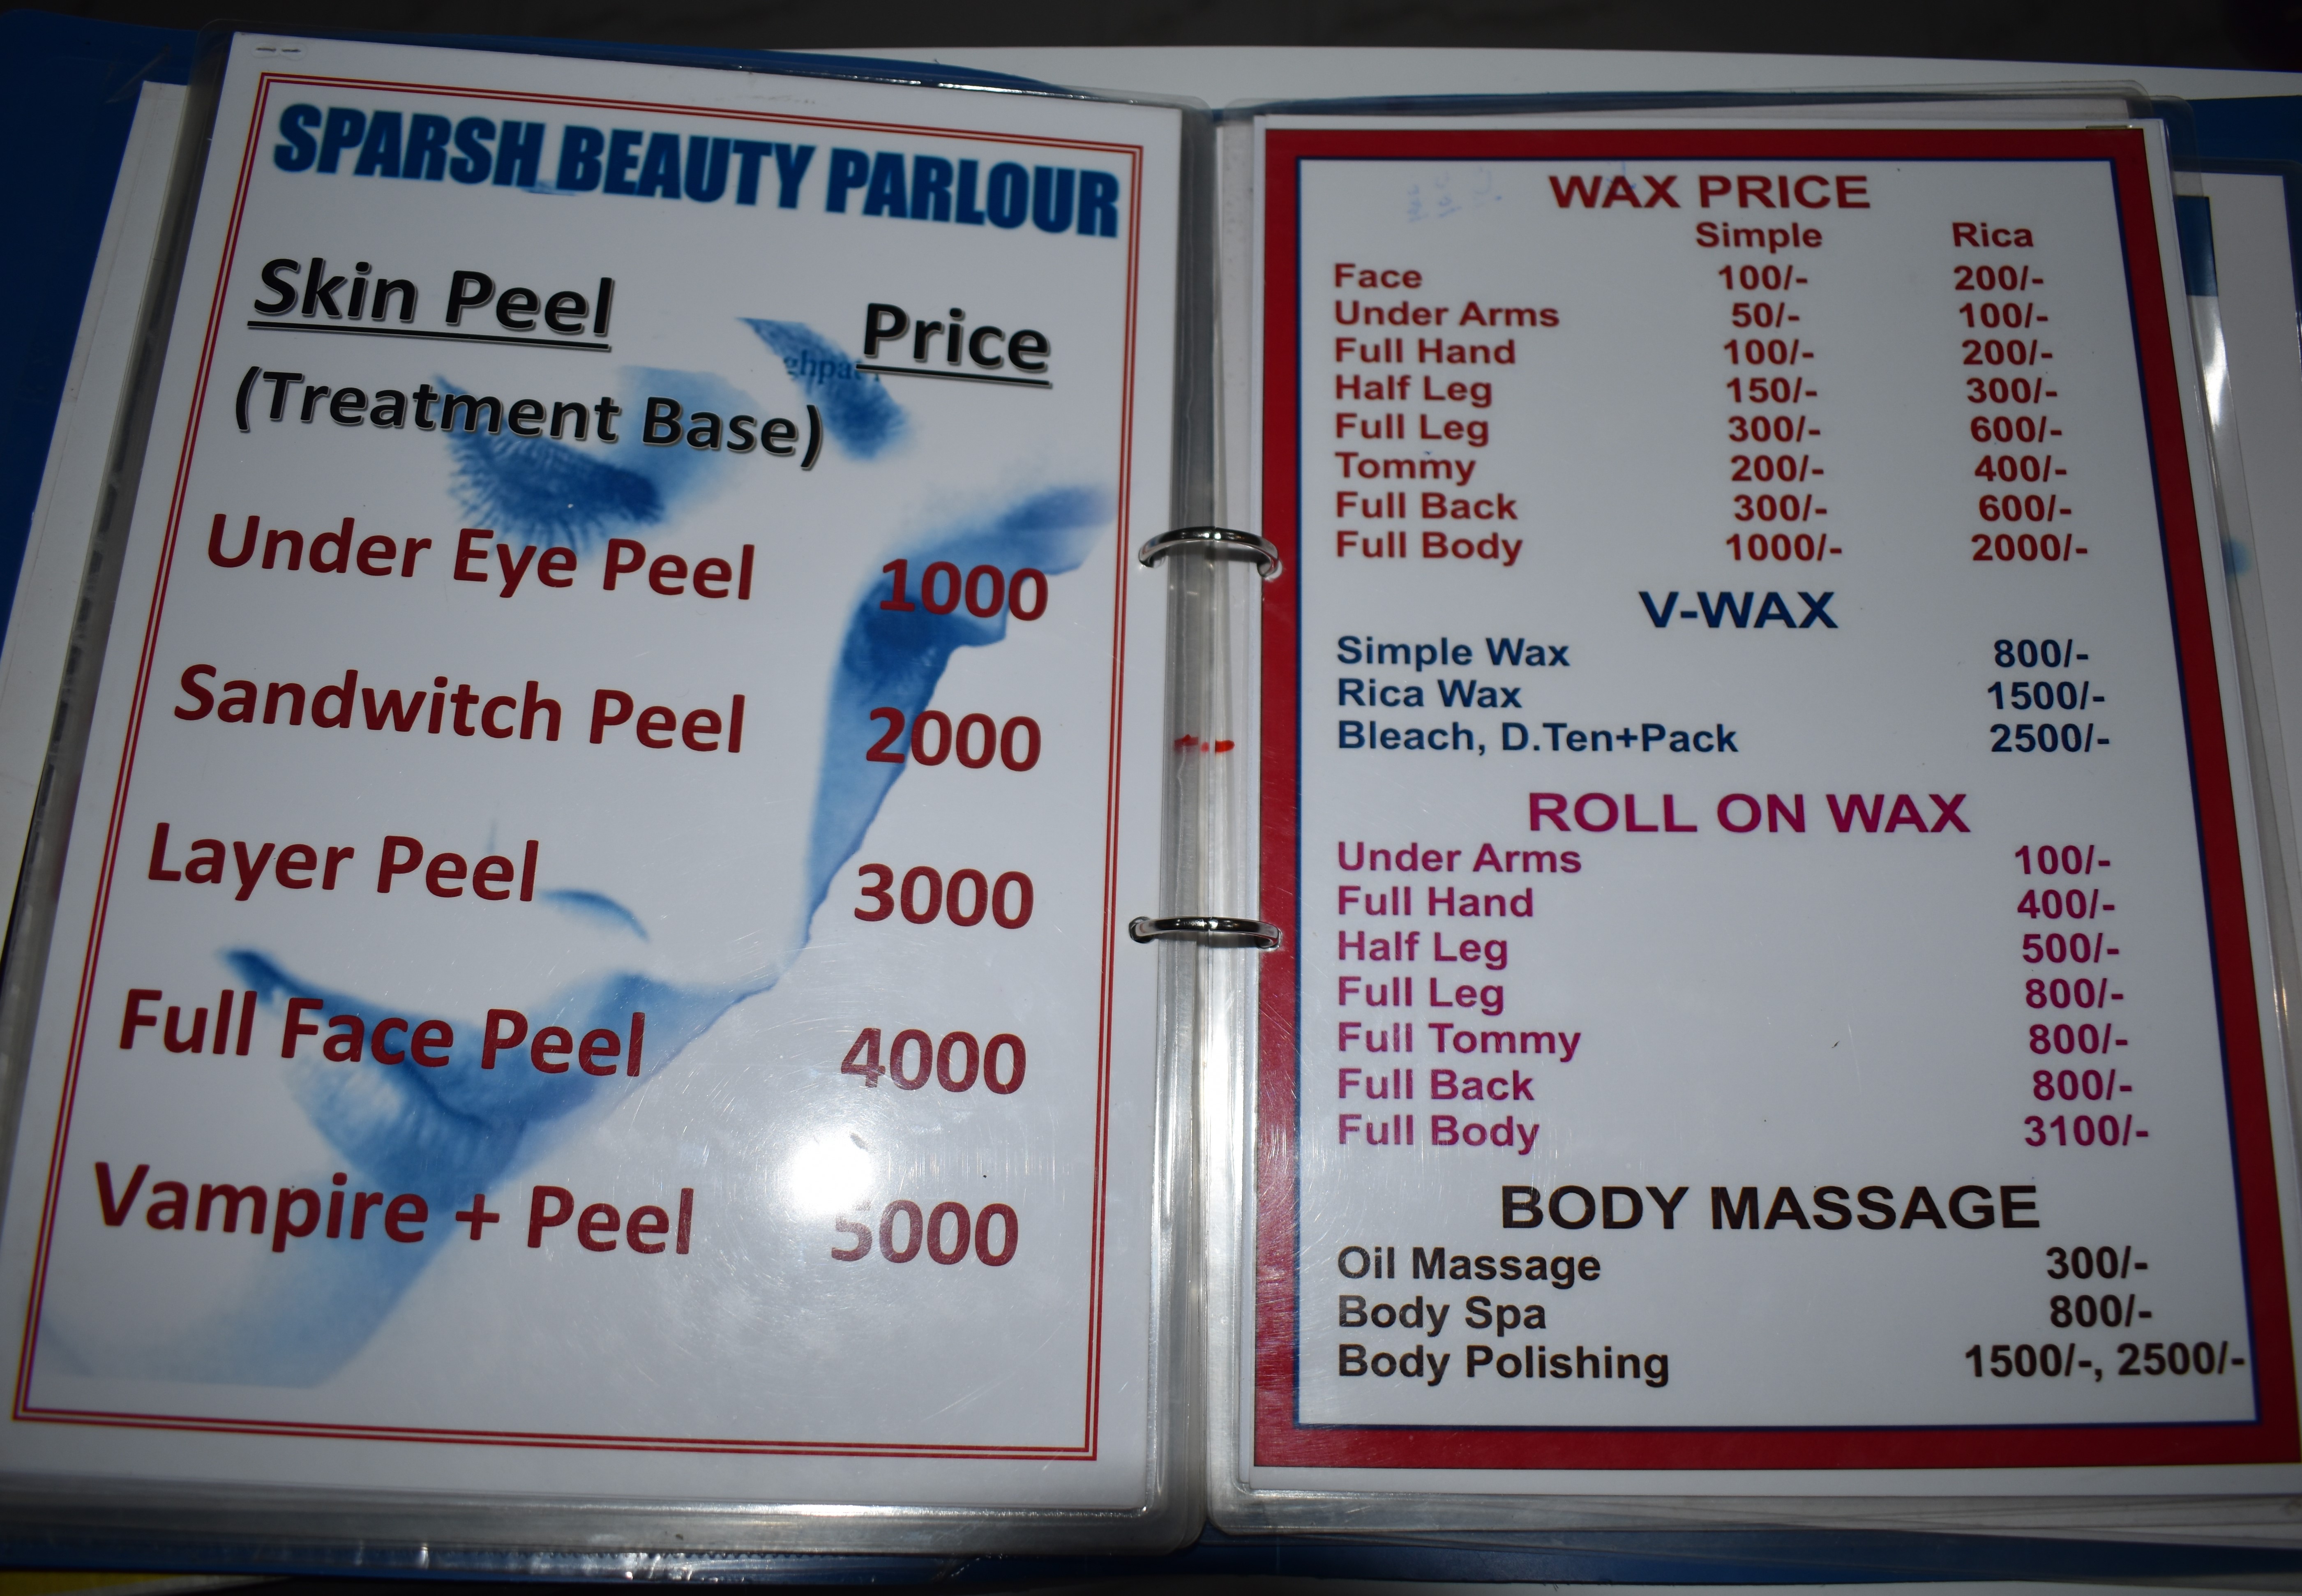 SPARSH BEAUTY PARLOUR
Skin Peel Price
(Treatment Base)
Under Eye Peel 1000
Sandwitch Peel 2000
Layer Peel 3000
Full Face Peel 4000
Vampire + Peel 5000
WAX PRICE
Simple Rica
Face 100/- 200/-
Under Arms 50/- 100/-
Full Hand 100/- 200/-
Half Leg 150/- 300/-
Full Leg 300/- 600/-
Tommy 200/- 400/-
Full Back 300/- 600/-
Full Body 1000/- 2000/-
V-WAX
Simple Wax 800/-
Rica Wax 1500/-
Bleach, D.Ten+Pack 2500/-
ROLL ON WAX
Under Arms 100/-
Full Hand 400/-
Half Leg 500/-
Full Leg 800/-
Full Tommy 800/-
Full Back 800/-
Full Body 3100/-
BODY MASSAGE
Oil Massage 300/-
Body Spa 800/-
Body Polishing 1500/-, 2500/-